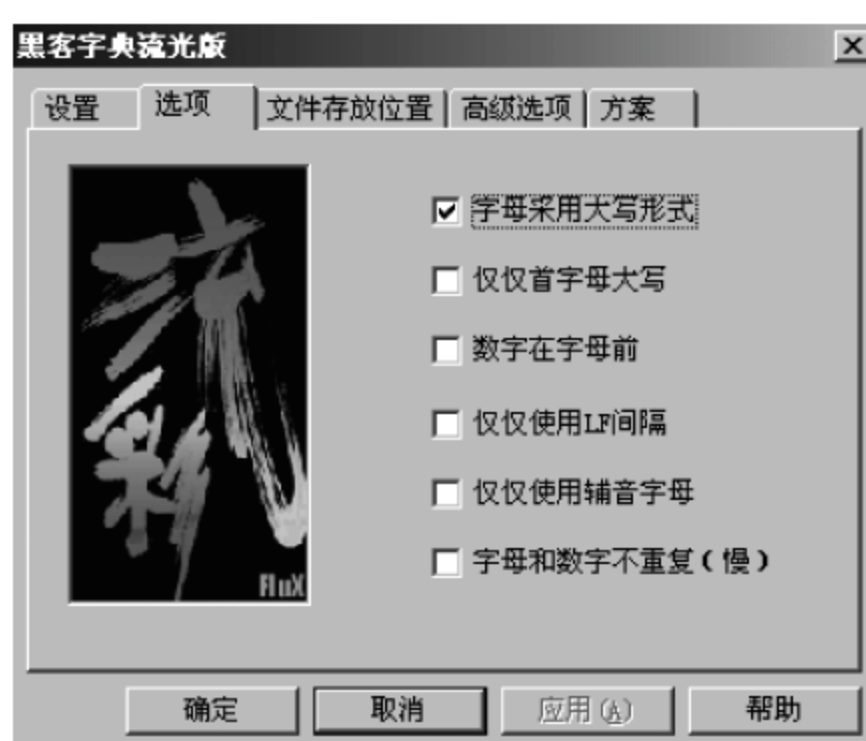 黑客字典流光版
设置 选项 文件存放位置 高级选项 方案
字母采用大写形式
仅仅首字母大写
数字在字母前
仅仅使用LF间隔
仅仅使用辅音字母
字母和数字不重复(慢)
流彩
FluX
确定 取消 应用(A) 帮助